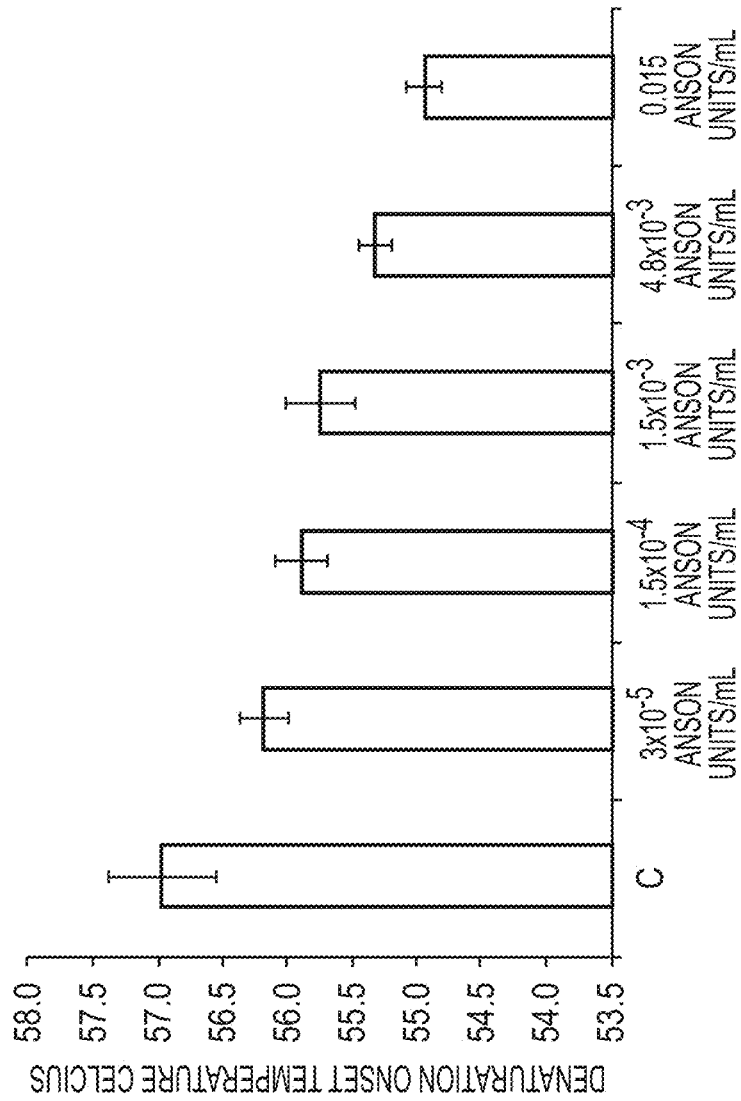 DENATURATION ONSET TEMPERATURE CELCIUS
58.0
57.5
57.0
56.5
56.0
55.5
55.0
54.5
54.0
53.5
C
3x10-5
ANSON
UNITS/mL
1.5x10-4
ANSON
UNITS/mL
1.5x10-3
ANSON
UNITS/mL
4.8x10-3
ANSON
UNITS/mL
0.015
ANSON
UNITS/mL